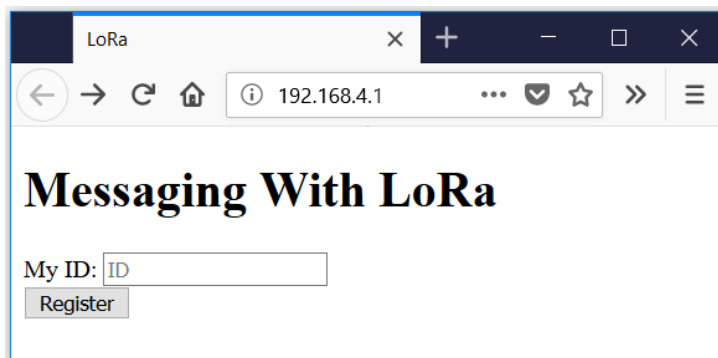 LoRa
192.168.4.1
Messaging With LoRa
My ID: ID
Register